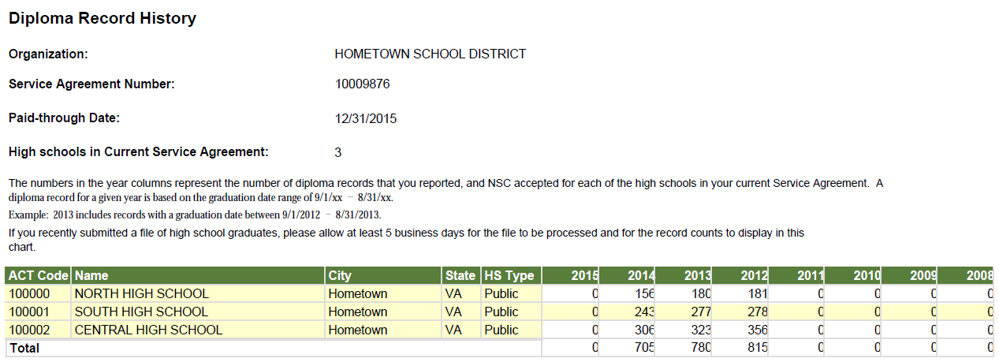 Diploma Record History
Organization: HOMETOWN SCHOOL DISTRICT
Service Agreement Number: 10009876
Paid-through Date: 12/31/2015
High schools in Current Service Agreement: 3
The numbers in the year columns represent the number of diploma records that you reported, and NSC accepted for each of the high schools in your current Service Agreement. A
diploma record for a given year is based on the graduation date range of 9/1/xx – 8/31/xx.
Example: 2013 includes records with a graduation date between 9/1/2012 – 8/31/2013.
If you recently submitted a file of high school graduates, please allow at least 5 business days for the file to be processed and for the record counts to display in this
chart.
ACT Code Name City State HS Type 2015 2014 2013 2012 2011 2010 2009 2008
100000 NORTH HIGH SCHOOL Hometown VA Public 0 156 180 181 0 0 0 0
100001 SOUTH HIGH SCHOOL Hometown VA Public 0 243 277 278 0 0 0 0
100002 CENTRAL HIGH SCHOOL Hometown VA Public 0 306 323 356 0 0 0 0
Total 0 705 780 815 0 0 0 0